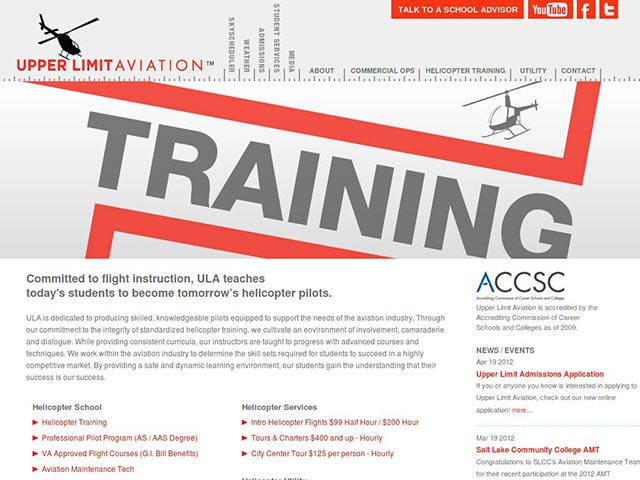 TALK TO A SCHOOL ADVISOR
YouTube
f
t
UPPER LIMIT AVIATION™
SKYSCHEDULER
WEATHER
ADMISSIONS
STUDENT SERVICES
MEDIA
ABOUT
COMMERCIAL OPS
HELICOPTER TRAINING
UTILITY
CONTACT
TRAINING
Committed to flight instruction, ULA teaches
today's students to become tomorrow's helicopter pilots.
ULA is dedicated to producing skilled, knowledgeable pilots equipped to support the needs of the aviation industry. Through
our commitment to the integrity of standardized helicopter training, we cultivate an environment of involvement, camaraderie
and dialogue. While providing consistent curricula, our instructors are taught to progress with advanced courses and
techniques. We work within the aviation industry to determine the skill sets required for students to succeed in a highly
competitive market. By providing a safe and dynamic learning environment, our students gain the understanding that their
success is our success.
Helicopter School
Helicopter Training
Professional Pilot Program (AS / AAS Degree)
VA Approved Flight Courses (G.I. Bill Benefits)
Aviation Maintenance Tech
Helicopter Services
Intro Helicopter Flights $99 Half Hour / $200 Hour
Tours & Charters $400 and up - Hourly
City Center Tour $125 per person - Hourly
Helicopter Utility
ACCSC
Accrediting Commission of Career Schools and Colleges
Upper Limit Aviation is accredited by the
Accrediting Commission of Career
Schools and Colleges as of 2009.
NEWS / EVENTS
Apr 19 2012
Upper Limit Admissions Application
If you or anyone you know is interested in applying to
Upper Limit Aviation, check out our new online
application! more...
Mar 19 2012
Salt Lake Community College AMT
Congratulations to SLCC's Aviation Maintenance Team
for their recent participation at the 2012 AMT